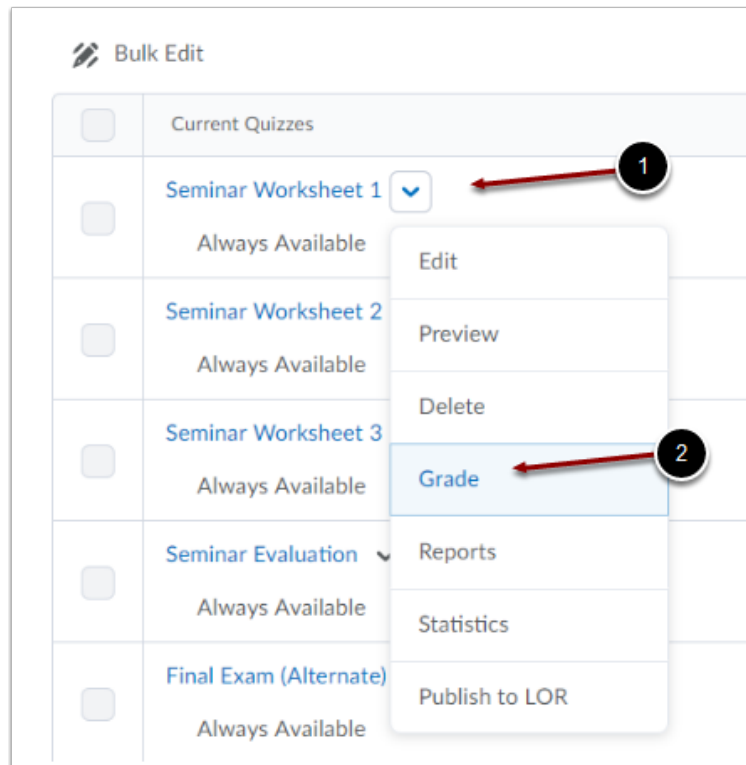 Bulk Edit
Current Quizzes
1
Seminar Worksheet 1
Always Available
Edit
Seminar Worksheet 2
Preview
Always Available
Delete
Seminar Worksheet 3
2
Grade
Always Available
Seminar Evaluation
Reports
Always Available
Statistics
Final Exam (Alternate)
Publish to LOR
Always Available